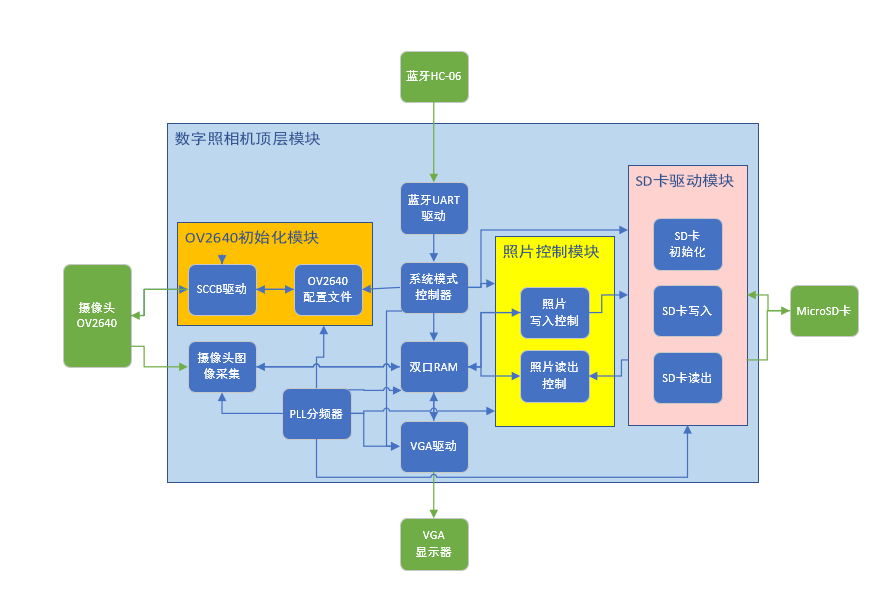 蓝牙HC-06
数字照相机顶层模块
蓝牙UART
驱动
SD卡驱动模块
OV2640初始化模块
SCCB驱动
OV2640
配置文件
系统模式
控制器
照片控制模块
照片
写入控制
照片读出
控制
SD卡
初始化
SD卡写入
SD卡读出
摄像头
OV2640
MicroSD卡
摄像头图
像采集
双口RAM
PLL分频器
VGA驱动
VGA
显示器